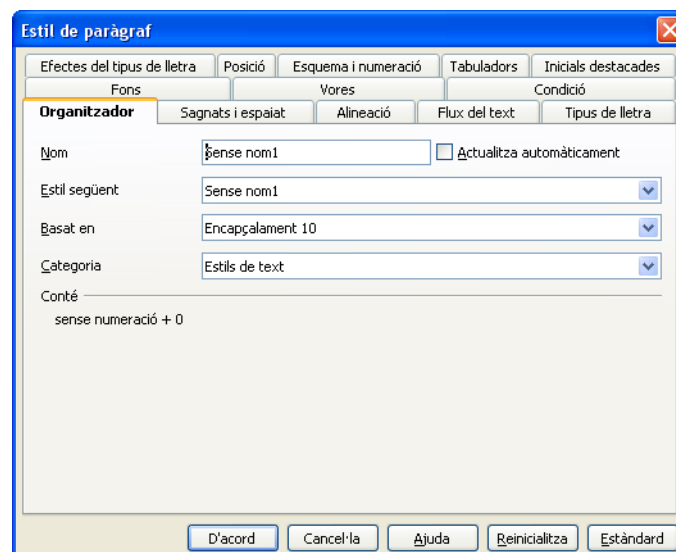 Estil de paràgraf
Efectes del tipus de lletra Posició Esquema i numeració Tabuladors Inicials destacades
Fons Vores Condició
Organitzador Sagnats i espaiat Alineació Flux del text Tipus de lletra
Nom Sense nom1 Actualitza automàticament
Estil següent Sense nom1
Basat en Encapçalament 10
Categoria Estils de text
Conté
sense numeració + 0
D'acord Cancel·la Ajuda Reinicialitza Estàndard